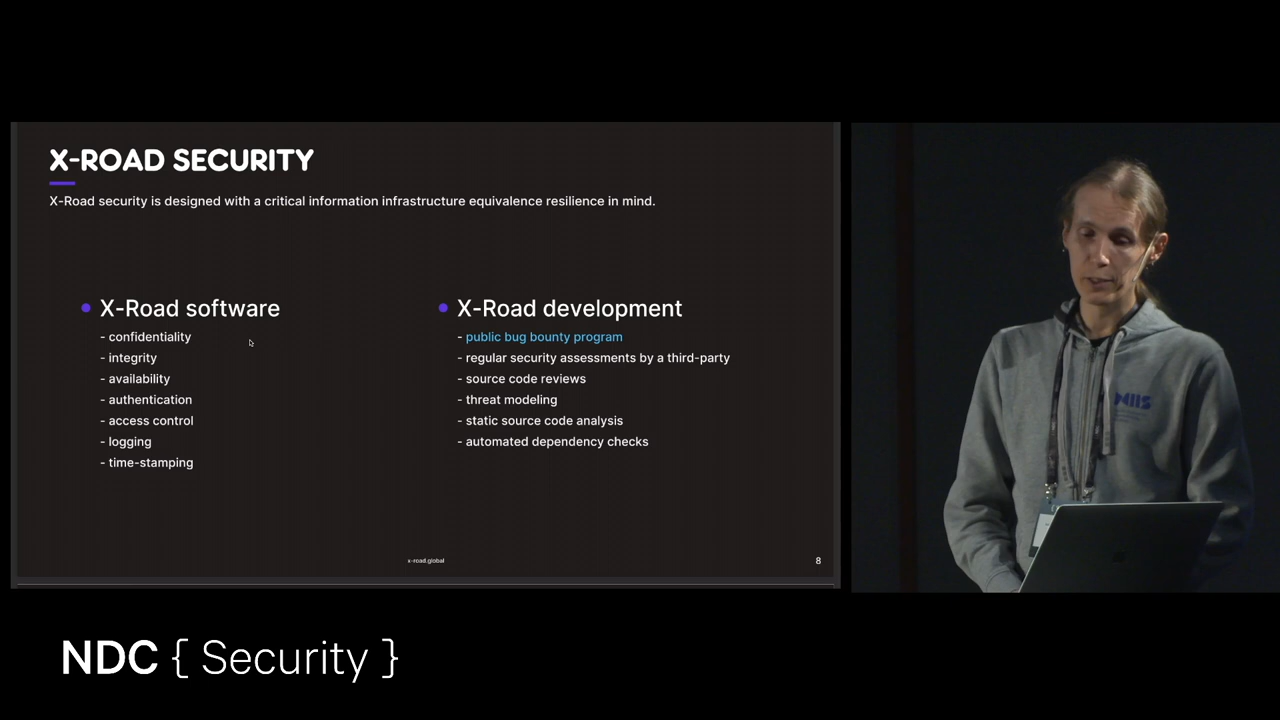 X-ROAD SECURITY
X-Road security is designed with a critical information infrastructure equivalence resilience in mind.
X-Road software
- confidentiality
- integrity
- availability
- authentication
- access control
- logging
- time-stamping
X-Road development
- public bug bounty program
- regular security assessments by a third-party
- source code reviews
- threat modeling
- static source code analysis
- automated dependency checks
x-road.global
8
NIIS
NDC { Security }